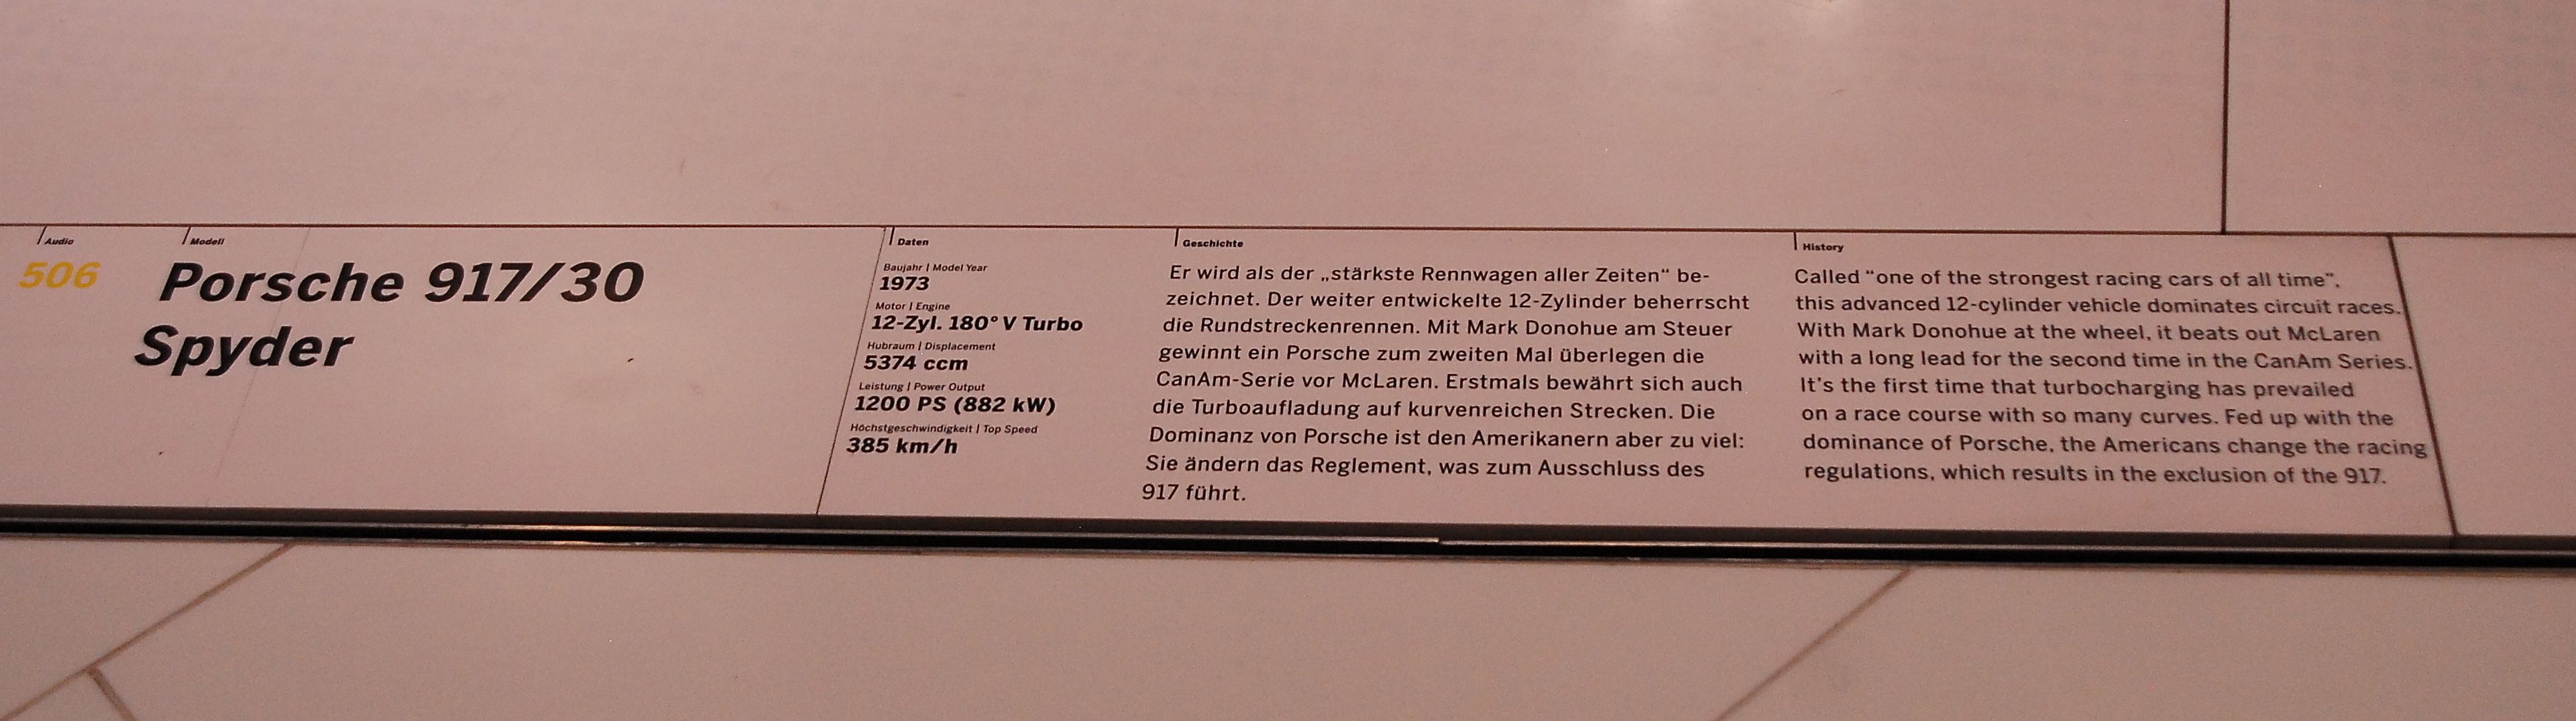 Audio
506
Modell
Porsche 917/30
Spyder
Daten
Baujahr | Model Year
1973
Motor | Engine
12-Zyl. 180° V Turbo
Hubraum | Displacement
5374 ccm
Leistung | Power Output
1200 PS (882 kW)
Höchstgeschwindigkeit | Top Speed
385 km/h
Geschichte
Er wird als der „stärkste Rennwagen aller Zeiten“ be-
zeichnet. Der weiter entwickelte 12-Zylinder beherrscht
die Rundstreckenrennen. Mit Mark Donohue am Steuer
gewinnt ein Porsche zum zweiten Mal überlegen die
CanAm-Serie vor McLaren. Erstmals bewährt sich auch
die Turboaufladung auf kurvenreichen Strecken. Die
Dominanz von Porsche ist den Amerikanern aber zu viel:
Sie ändern das Reglement, was zum Ausschluss des
917 führt.
History
Called “one of the strongest racing cars of all time”,
this advanced 12-cylinder vehicle dominates circuit races.
With Mark Donohue at the wheel, it beats out McLaren
with a long lead for the second time in the CanAm Series.
It’s the first time that turbocharging has prevailed
on a race course with so many curves. Fed up with the
dominance of Porsche, the Americans change the racing
regulations, which results in the exclusion of the 917.